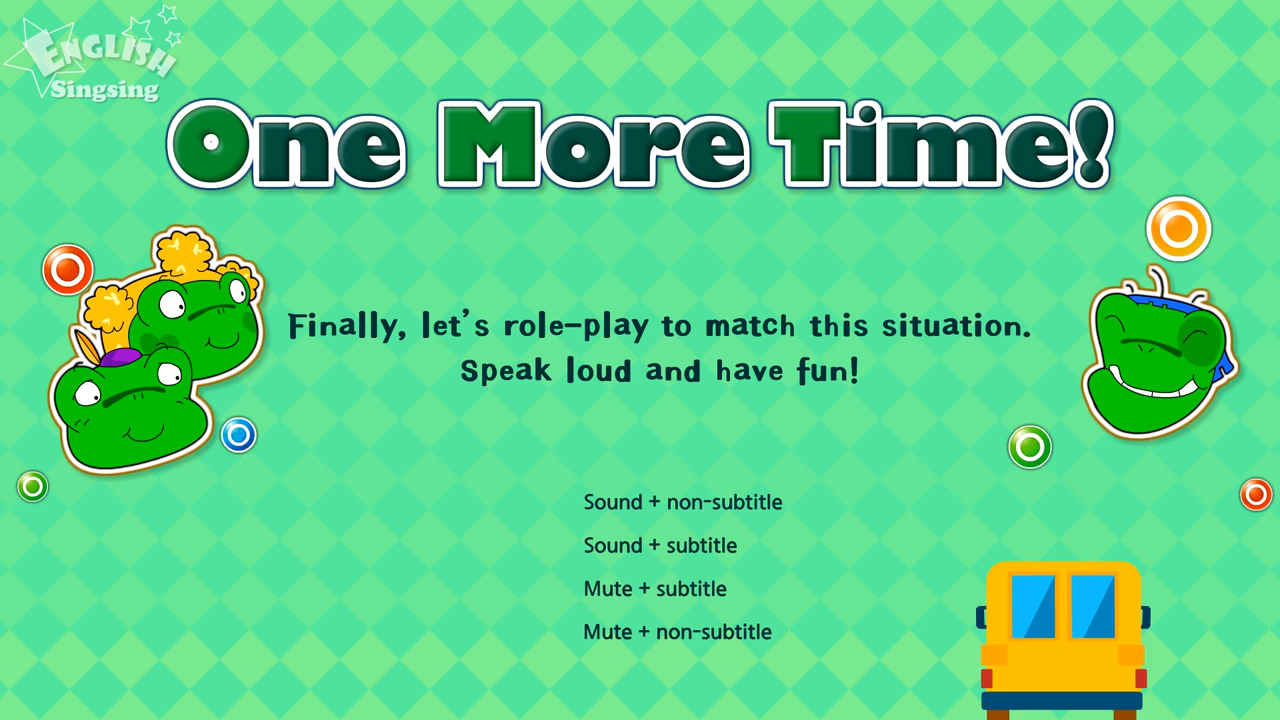 ENGLISH
Singsing
One More Time!
Finally, let's role-play to match this situation.
Speak loud and have fun!
Sound + non-subtitle
Sound + subtitle
Mute + subtitle
Mute + non-subtitle